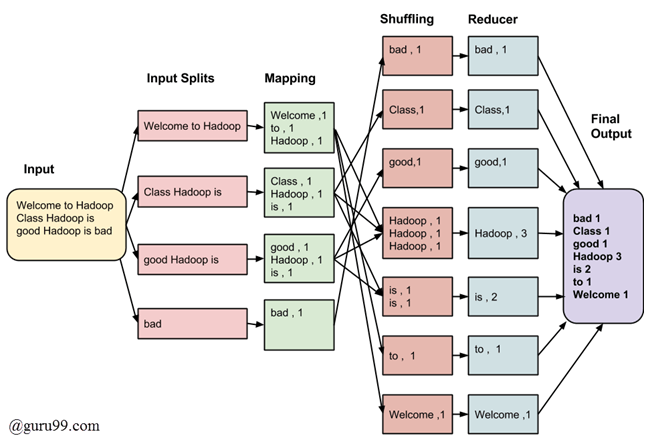 Shuffling
Reducer
Input Splits
Mapping
Final
Output
Input
Welcome to Hadoop
Class Hadoop is
good Hadoop is bad
Welcome to Hadoop
Class Hadoop is
good Hadoop is
bad
Welcome ,1
to , 1
Hadoop , 1
Class , 1
Hadoop , 1
is , 1
good , 1
Hadoop , 1
is , 1
bad , 1
bad , 1
Class,1
good,1
Hadoop , 1
Hadoop , 1
Hadoop , 1
is , 1
is , 1
to , 1
Welcome ,1
bad , 1
Class,1
good,1
Hadoop , 3
is , 2
to , 1
Welcome ,1
bad 1
Class 1
good 1
Hadoop 3
is 2
to 1
Welcome 1
@guru99.com